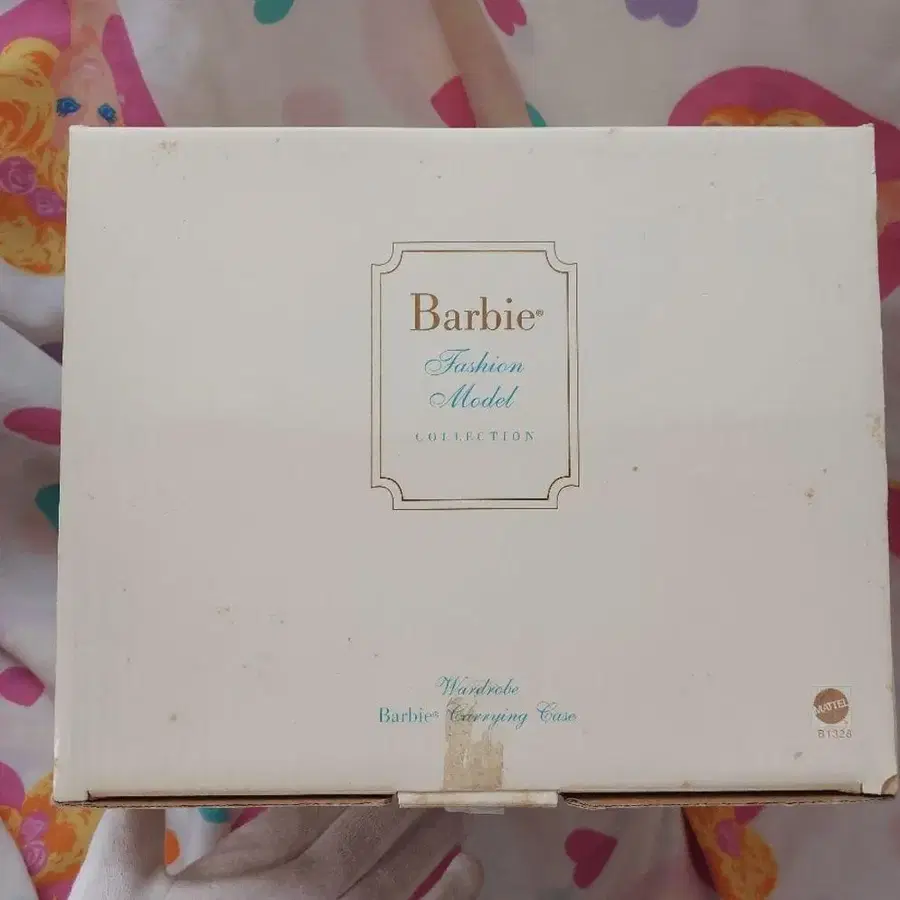 Barbie®
Fashion
Model
COLLECTION
Wardrobe
Barbie® Carrying Case
MATTEL
B1328